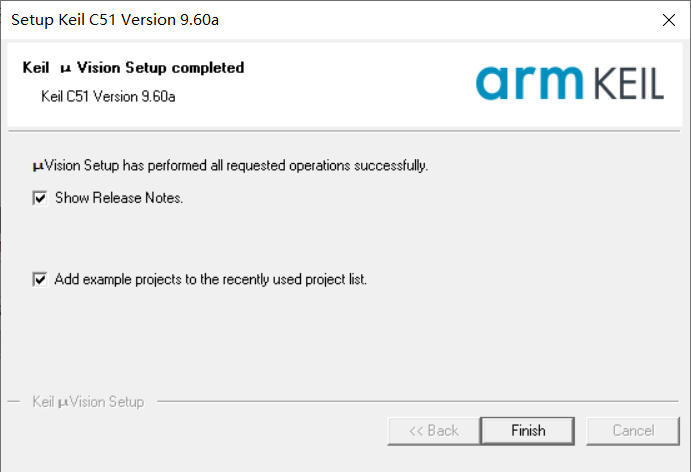 Setup Keil C51 Version 9.60a
Keil μ Vision Setup completed
Keil C51 Version 9.60a
arm KEIL
μVision Setup has performed all requested operations successfully.
Show Release Notes.
Add example projects to the recently used project list.
Keil μVision Setup
<< Back
Finish
Cancel